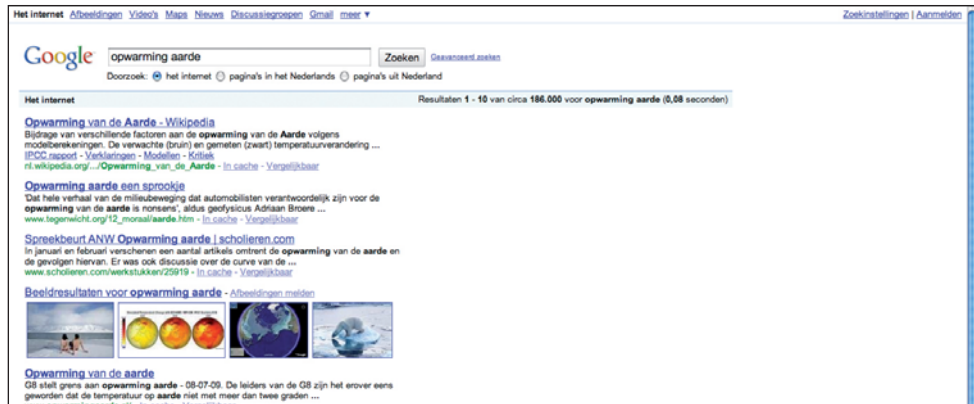 Het internet Afbeeldingen Video's Maps Nieuws Discussiegroepen Gmail meer ▼ Zoekinstellingen | Aanmelden
Google opwarming aarde Zoeken Geavanceerd zoeken
Doorzoek: het internet pagina's in het Nederlands pagina's uit Nederland
Het internet Resultaten 1 - 10 van circa 186.000 voor opwarming aarde (0,08 seconden)
Opwarming van de Aarde - Wikipedia
Bijdrage van verschillende factoren aan de opwarming van de Aarde volgens
modelberekeningen. De verwachte (bruin) en gemeten (zwart) temperatuurverandering ...
IPCC rapport - Verklaringen - Modellen - Kritiek
nl.wikipedia.org/.../Opwarming_van_de_Aarde - In cache - Vergelijkbaar
Opwarming aarde een sprookje
'Dat hele verhaal van de milieubeweging dat automobilisten verantwoordelijk zijn voor de
opwarming van de aarde is nonsens', aldus geofysicus Adriaan Broere ...
www.tegenwicht.org/12_moraal/aarde.htm - In cache - Vergelijkbaar
Spreekbeurt ANW Opwarming aarde | scholieren.com
In januari en februari verschenen een aantal artikels omtrent de opwarming van de aarde en
de gevolgen hiervan. Er was ook discussie over de curve van de ...
www.scholieren.com/werkstukken/25919 - In cache - Vergelijkbaar
Beeldresultaten voor opwarming aarde - Afbeeldingen melden
Opwarming van de aarde
G8 stelt grens aan opwarming aarde - 08-07-09. De leiders van de G8 zijn het erover eens
geworden dat de temperatuur op aarde niet met meer dan twee graden ...